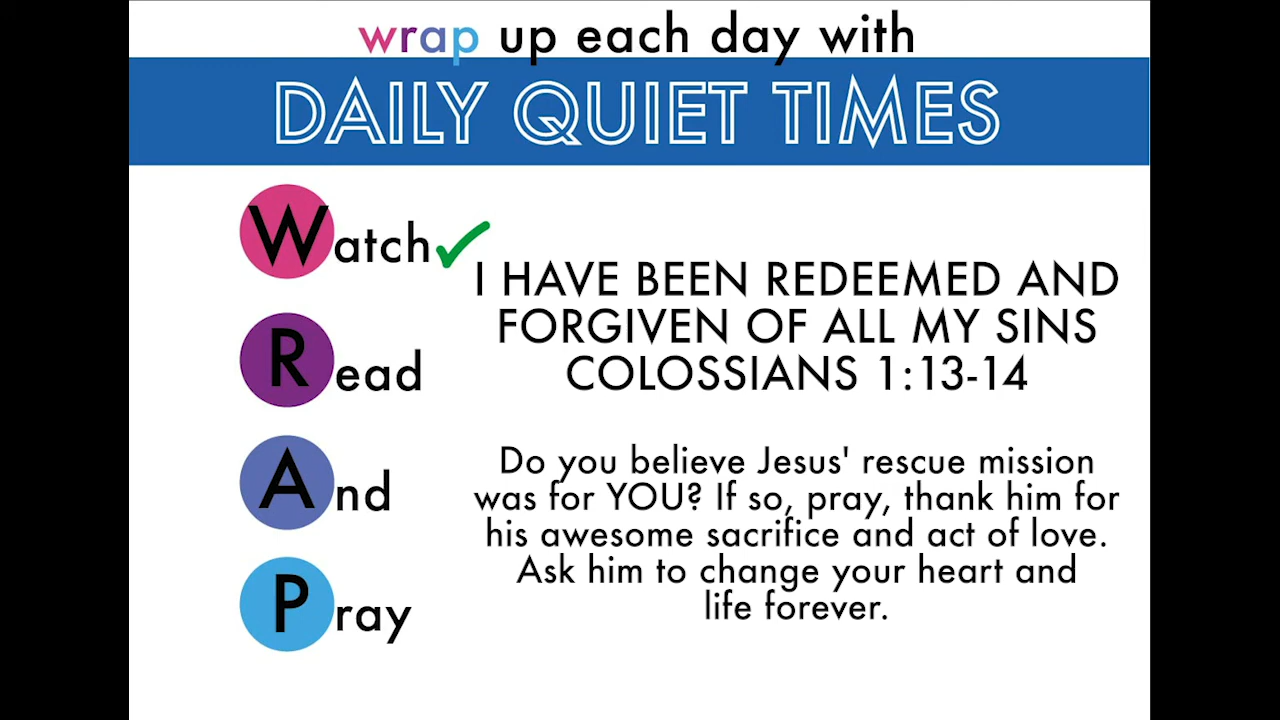 wrap up each day with
DAILY QUIET TIMES
Watch
I HAVE BEEN REDEEMED AND
FORGIVEN OF ALL MY SINS
COLOSSIANS 1:13-14
Read
And
Pray
Do you believe Jesus' rescue mission
was for YOU? If so, pray, thank him for
his awesome sacrifice and act of love.
Ask him to change your heart and
life forever.